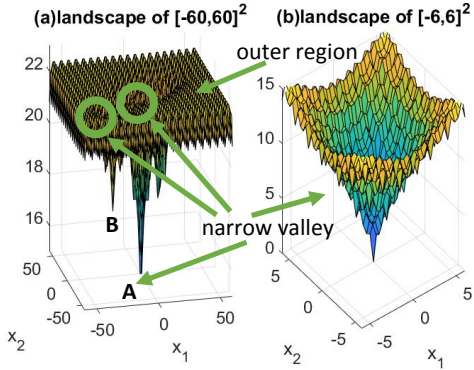 (a)landscape of [-60,60]²
(b)landscape of [-6,6]²
outer region
22
20
18
16
15
10
5
0
B
narrow valley
A
50
0
-50
x₂
-50
0
50
x₁
5
0
-5
x₂
-5
0
5
x₁